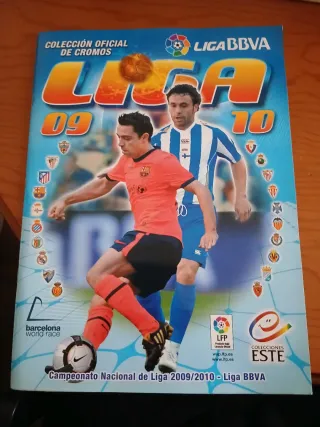 COLECCIÓN OFICIAL
DE CROMOS
LIGA BBVA
LIGA
09 10
barcelona
world race
LFP
COLECCIONES
ESTE
Campeonato Nacional de Liga 2009/2010 - Liga BBVA